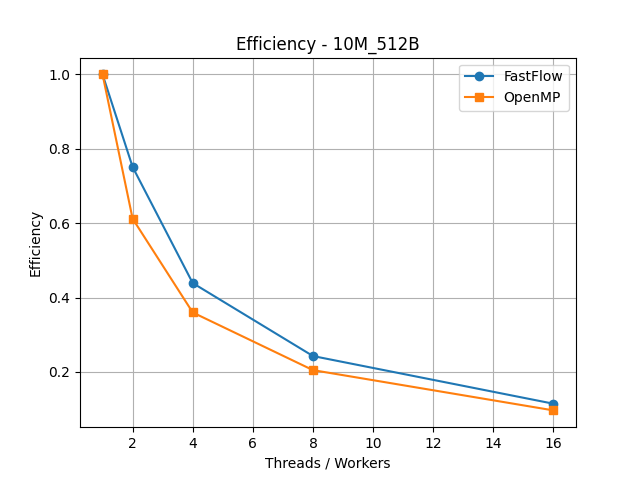 Efficiency - 10M_512B
FastFlow
OpenMP
1.0
0.8
0.6
0.4
0.2
Efficiency
2 4 6 8 10 12 14 16
Threads / Workers